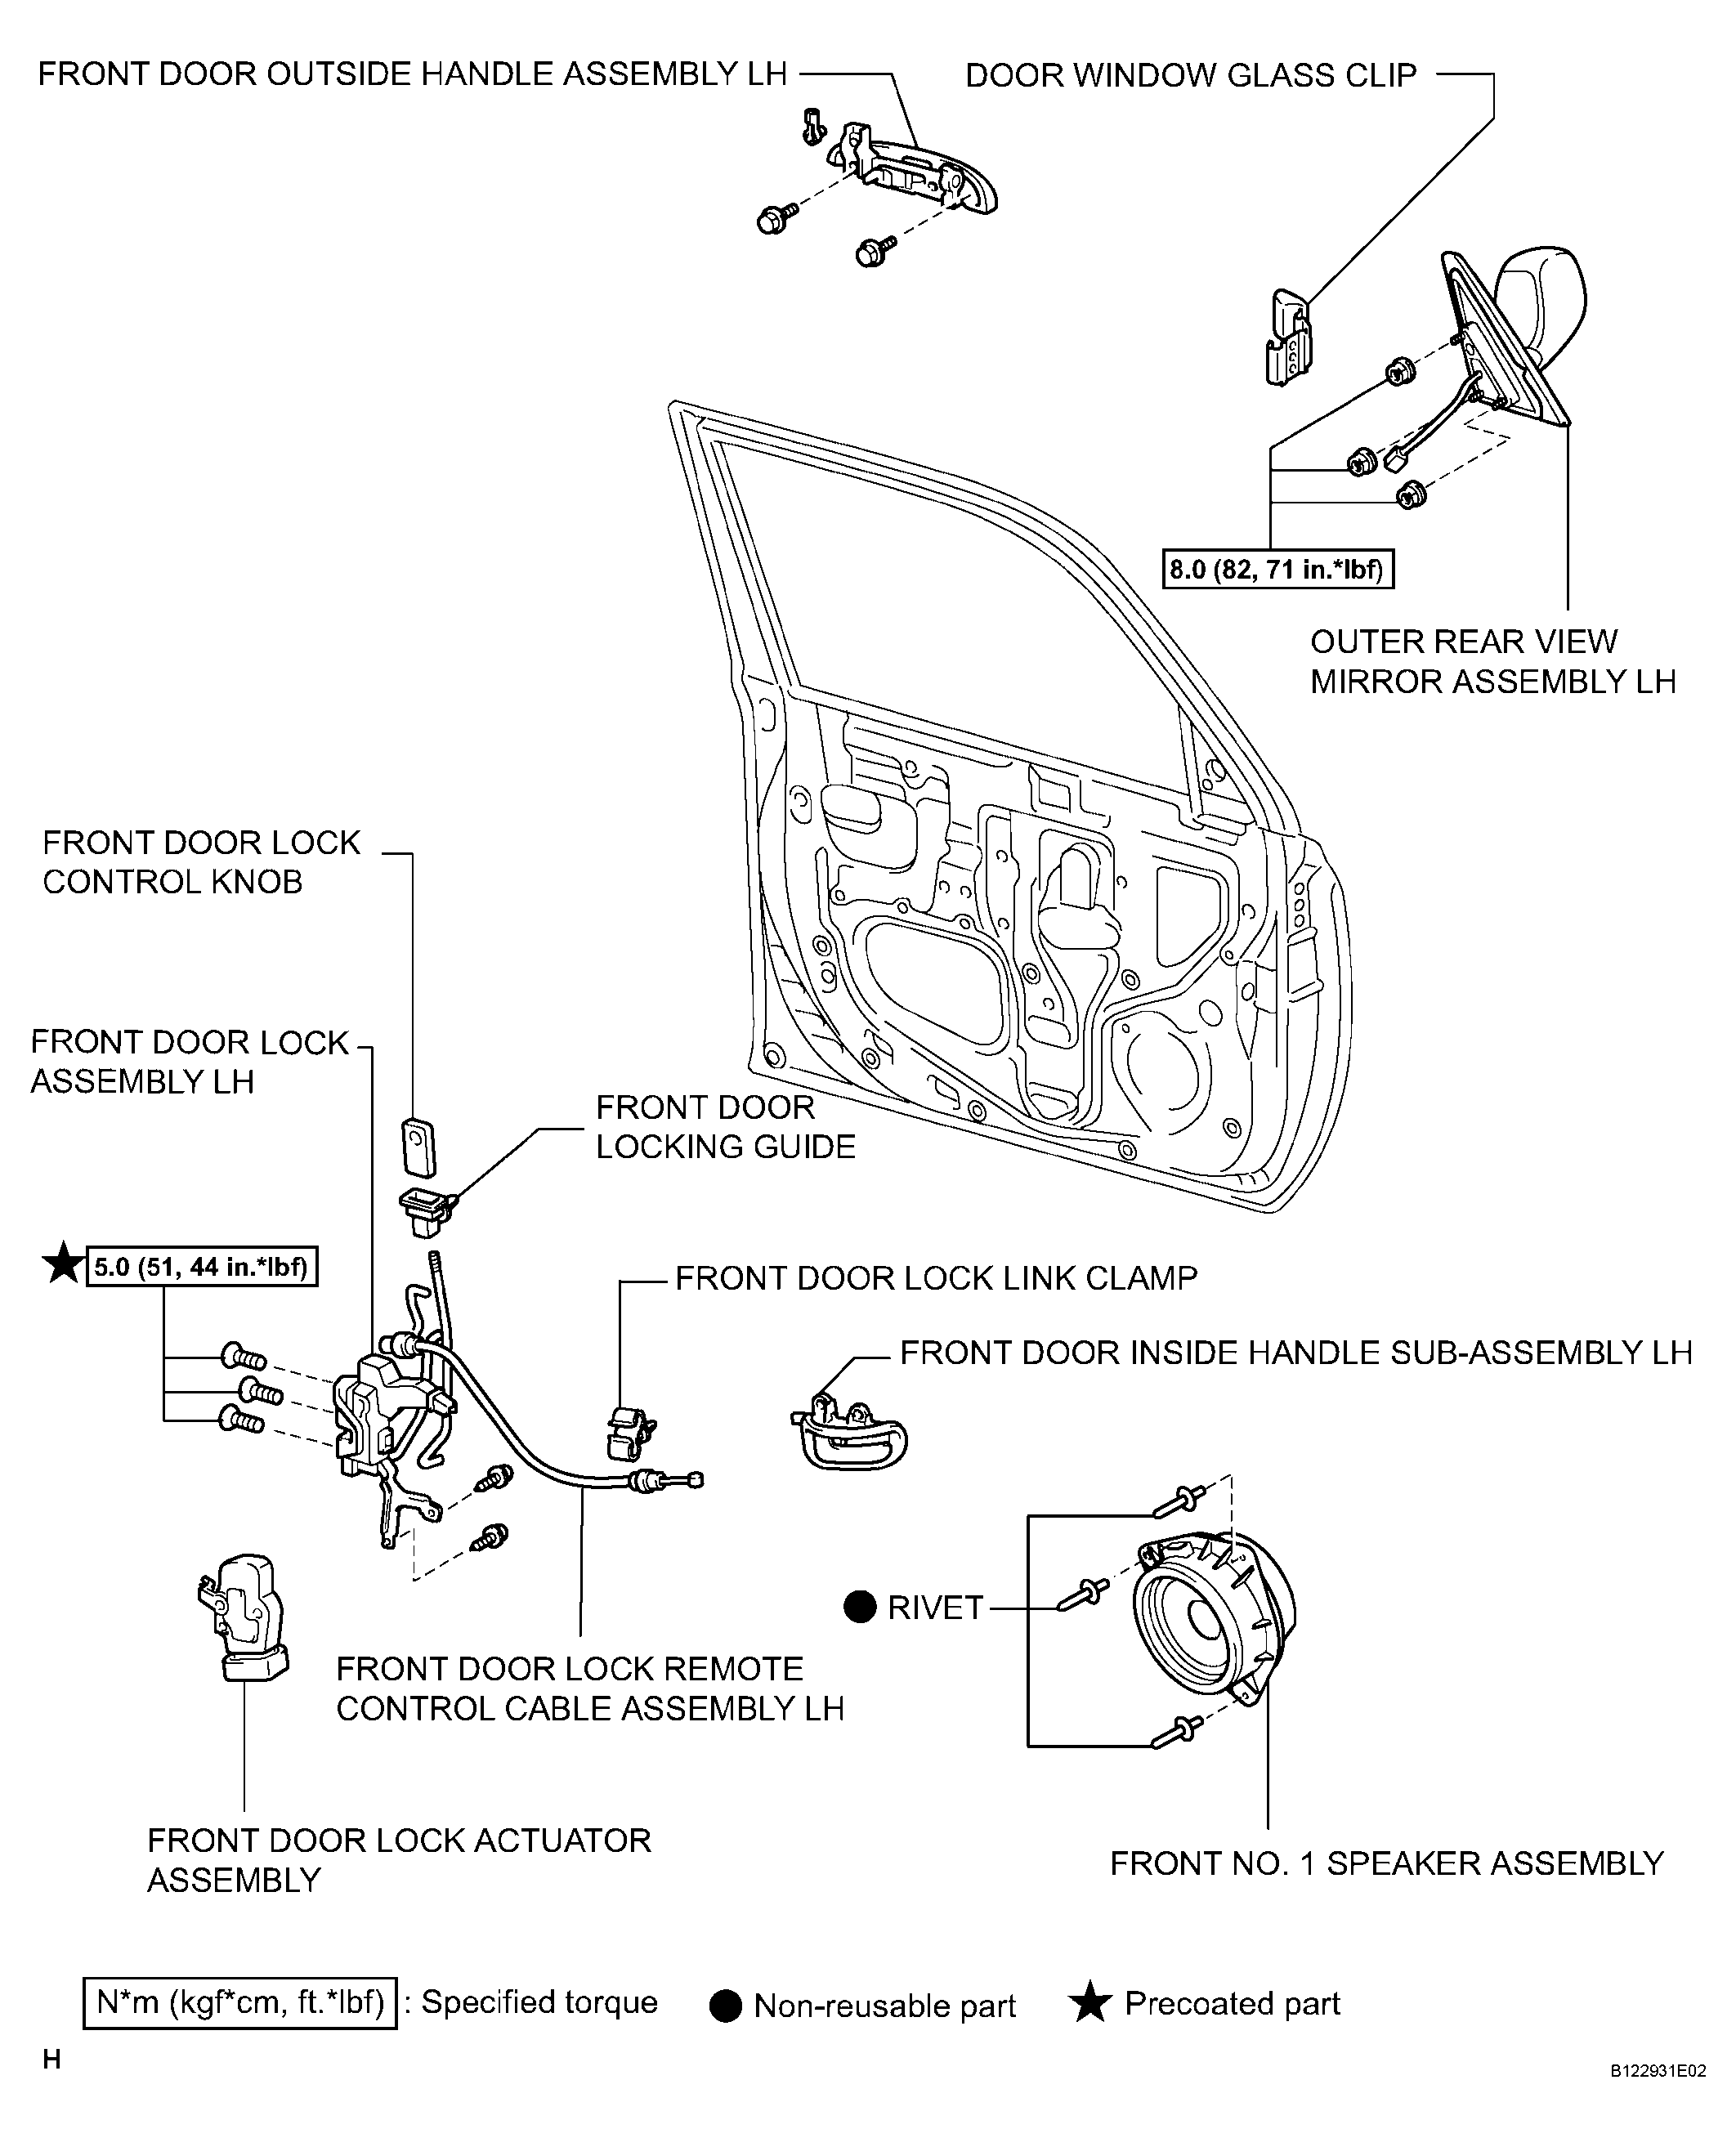 FRONT DOOR OUTSIDE HANDLE ASSEMBLY LH
DOOR WINDOW GLASS CLIP
8.0 (82, 71 in.*lbf)
OUTER REAR VIEW
MIRROR ASSEMBLY LH
FRONT DOOR LOCK
CONTROL KNOB
FRONT DOOR LOCK
ASSEMBLY LH
FRONT DOOR
LOCKING GUIDE
★ 5.0 (51, 44 in.*lbf)
FRONT DOOR LOCK LINK CLAMP
FRONT DOOR INSIDE HANDLE SUB-ASSEMBLY LH
● RIVET
FRONT DOOR LOCK REMOTE
CONTROL CABLE ASSEMBLY LH
FRONT DOOR LOCK ACTUATOR
ASSEMBLY
FRONT NO. 1 SPEAKER ASSEMBLY
N*m (kgf*cm, ft.*lbf) : Specified torque ● Non-reusable part ★ Precoated part
H
B122931E02